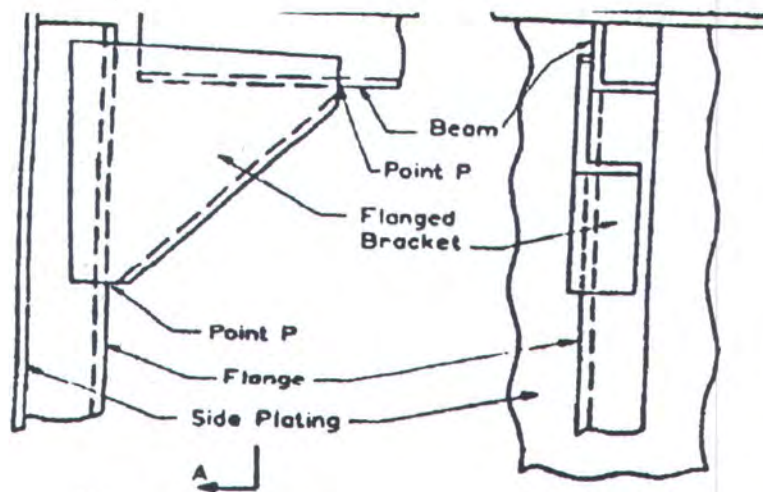 Beam
Point P
Flanged
Bracket
Point P
Flange
Side Plating
A